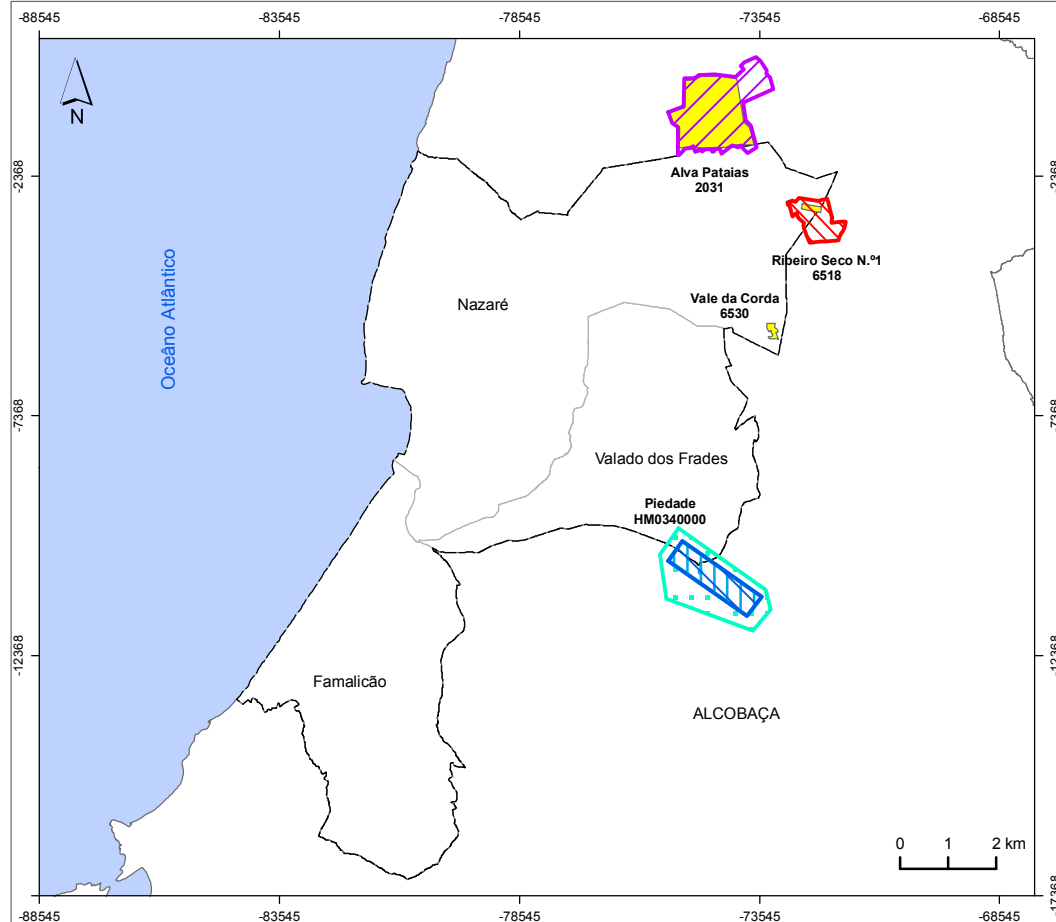 -88545 -83545 -78545 -73545 -68545
N
-2368 -2368
Alva Pataias
2031
Ribeiro Seco N.º1
6518
Vale da Corda
6530
Nazaré
Oceâno Atlântico
-7368 -7368
Valado dos Frades
Piedade
HM0340000
-12368 -12368
Famalicão
ALCOBAÇA
0 1 2 km
-17368 -17368
-88545 -83545 -78545 -73545 -68545